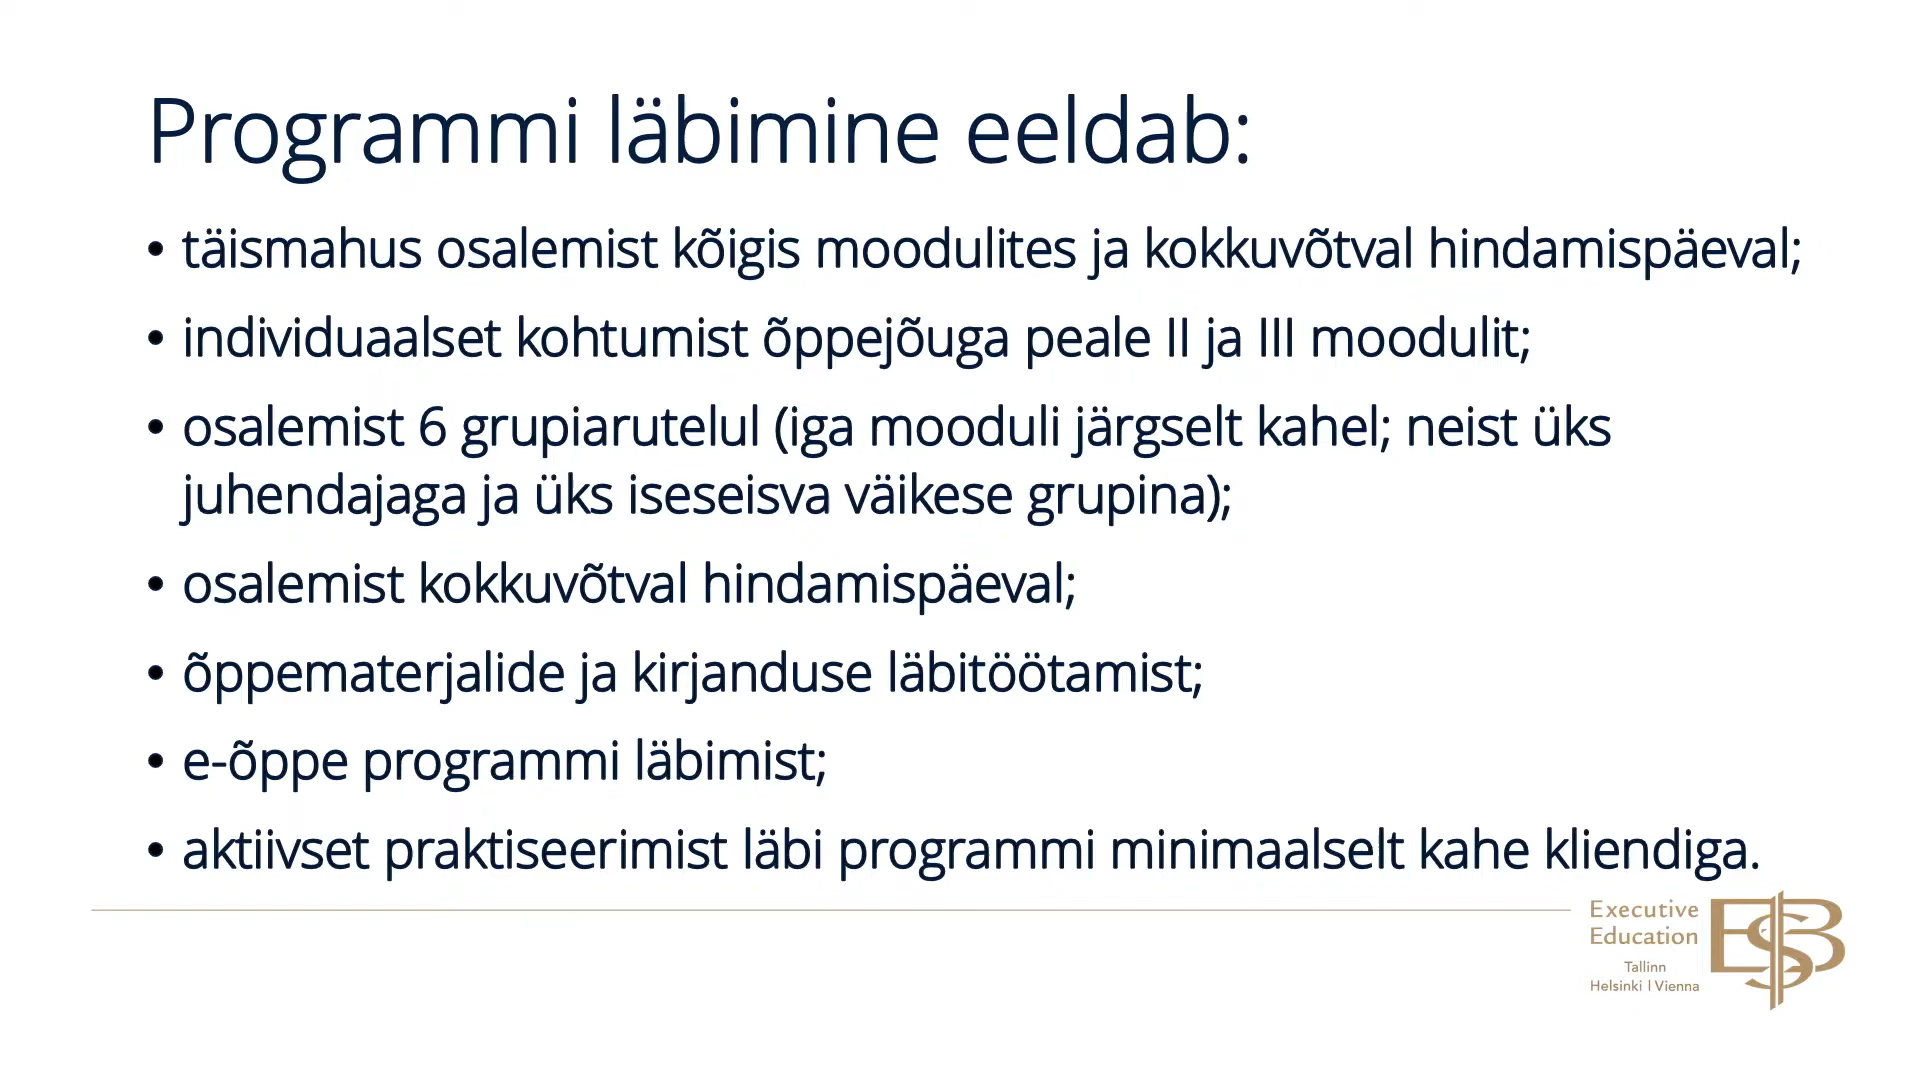 Programmi läbimine eeldab:
• täismahus osalemist kõigis moodulites ja kokkuvõtval hindamispäeval;
• individuaalset kohtumist õppejõuga peale II ja III moodulit;
• osalemist 6 grupiarutelul (iga mooduli järgselt kahel; neist üks
juhendajaga ja üks iseseisva väikese grupina);
• osalemist kokkuvõtval hindamispäeval;
• õppematerjalide ja kirjanduse läbitöötamist;
• e-õppe programmi läbimist;
• aktiivset praktiseerimist läbi programmi minimaalselt kahe kliendiga.
Executive
Education
Tallinn
Helsinki | Vienna
EBS